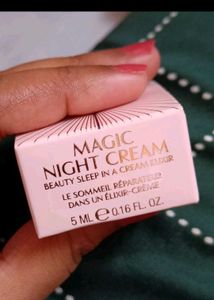 MAGIC
NIGHT CREAM
BEAUTY SLEEP IN A CREAM ELIXIR
LE SOMMEIL RÉPARATEUR
DANS UN ÉLIXIR-CRÈME
5 ML ℮ 0.16 FL. OZ.